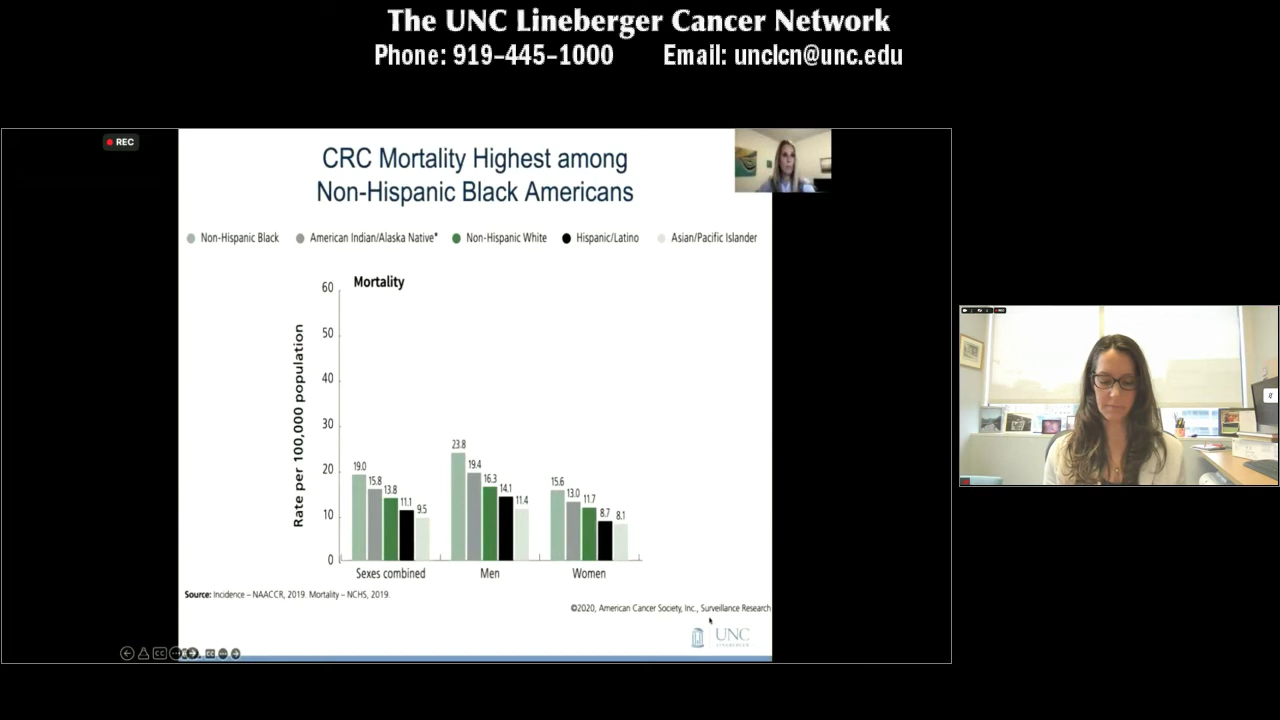 The UNC Lineberger Cancer Network
Phone: 919-445-1000 Email: unclcn@unc.edu
REC
CRC Mortality Highest among
Non-Hispanic Black Americans
Non-Hispanic Black American Indian/Alaska Native* Non-Hispanic White Hispanic/Latino Asian/Pacific Islander
Mortality
Rate per 100,000 population
60
50
40
30
20
10
0
19.0 15.8 13.8 11.1 9.5
23.8 19.4 16.3 14.1 11.4
15.6 13.0 11.7 8.7 8.1
Sexes combined Men Women
Source: Incidence – NAACCR, 2019. Mortality – NCHS, 2019.
©2020, American Cancer Society, Inc., Surveillance Research
UNC
LINEBERGER
CC
CC